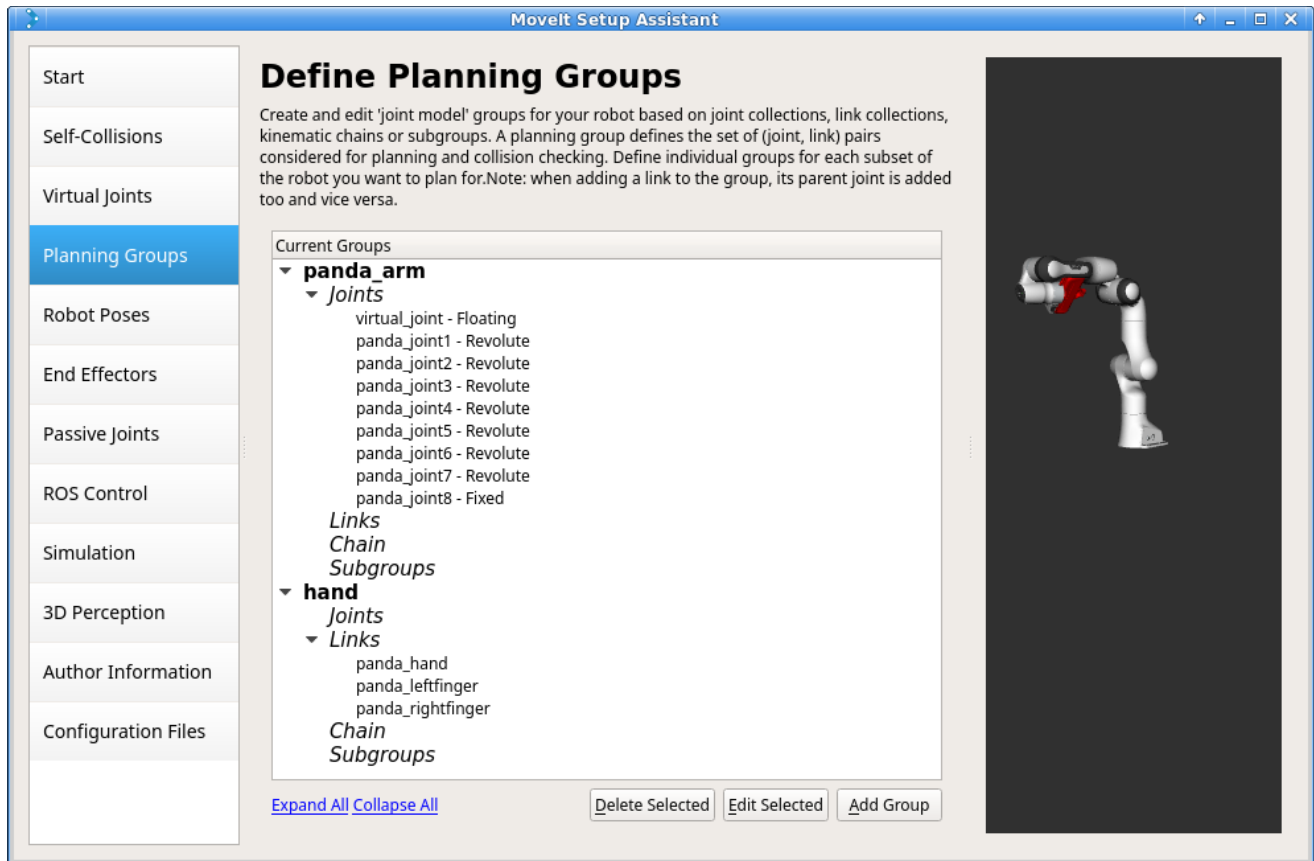 MoveIt Setup Assistant
Start
Self-Collisions
Virtual Joints
Planning Groups
Robot Poses
End Effectors
Passive Joints
ROS Control
Simulation
3D Perception
Author Information
Configuration Files
Define Planning Groups
Create and edit 'joint model' groups for your robot based on joint collections, link collections,
kinematic chains or subgroups. A planning group defines the set of (joint, link) pairs
considered for planning and collision checking. Define individual groups for each subset of
the robot you want to plan for.Note: when adding a link to the group, its parent joint is added
too and vice versa.
Current Groups
panda_arm
Joints
virtual_joint - Floating
panda_joint1 - Revolute
panda_joint2 - Revolute
panda_joint3 - Revolute
panda_joint4 - Revolute
panda_joint5 - Revolute
panda_joint6 - Revolute
panda_joint7 - Revolute
panda_joint8 - Fixed
Links
Chain
Subgroups
hand
Joints
Links
panda_hand
panda_leftfinger
panda_rightfinger
Chain
Subgroups
Expand All Collapse All
Delete Selected
Edit Selected
Add Group